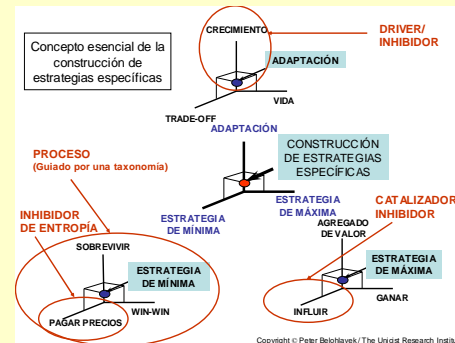 Concepto esencial de la
construcción de
estrategias específicas
CRECIMIENTO
DRIVER/
INHIBIDOR
ADAPTACIÓN
VIDA
TRADE-OFF
ADAPTACIÓN
PROCESO
(Guiado por una taxonomía)
CONSTRUCCIÓN
DE ESTRATEGIAS
ESPECÍFICAS
INHIBIDOR
DE ENTROPÍA
ESTRATEGIA
DE MÍNIMA
ESTRATEGIA
DE MÁXIMA
CATALIZADOR
INHIBIDOR
SOBREVIVIR
ESTRATEGIA
DE MÍNIMA
WIN-WIN
PAGAR PRECIOS
AGREGADO
DE VALOR
ESTRATEGIA
DE MÁXIMA
GANAR
INFLUIR
Copyright © Peter Belohlavek / The Unicist Research Institu